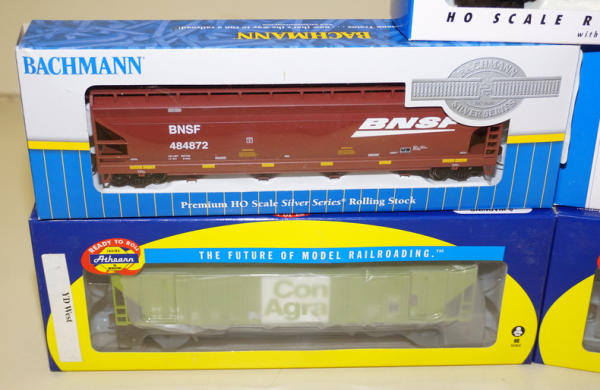 HO SCALE R
with
BACHMANN
BACHMANN
BACHMANN
SILVER SERIES
BNSF
484872
BNSF
Premium HO Scale Silver Series® Rolling Stock
READY TO ROLL
Athearn
THE FUTURE OF MODEL RAILROADING.™
YD West
Con
Agra